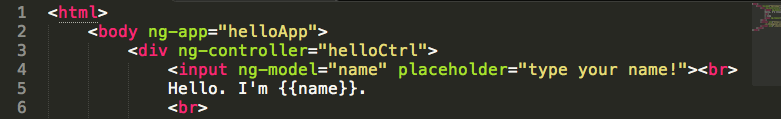 1 <html>
2 <body ng-app="helloApp">
3 <div ng-controller="helloCtrl">
4 <input ng-model="name" placeholder="type your name!"><br>
5 Hello. I'm {{name}}.
6 <br>